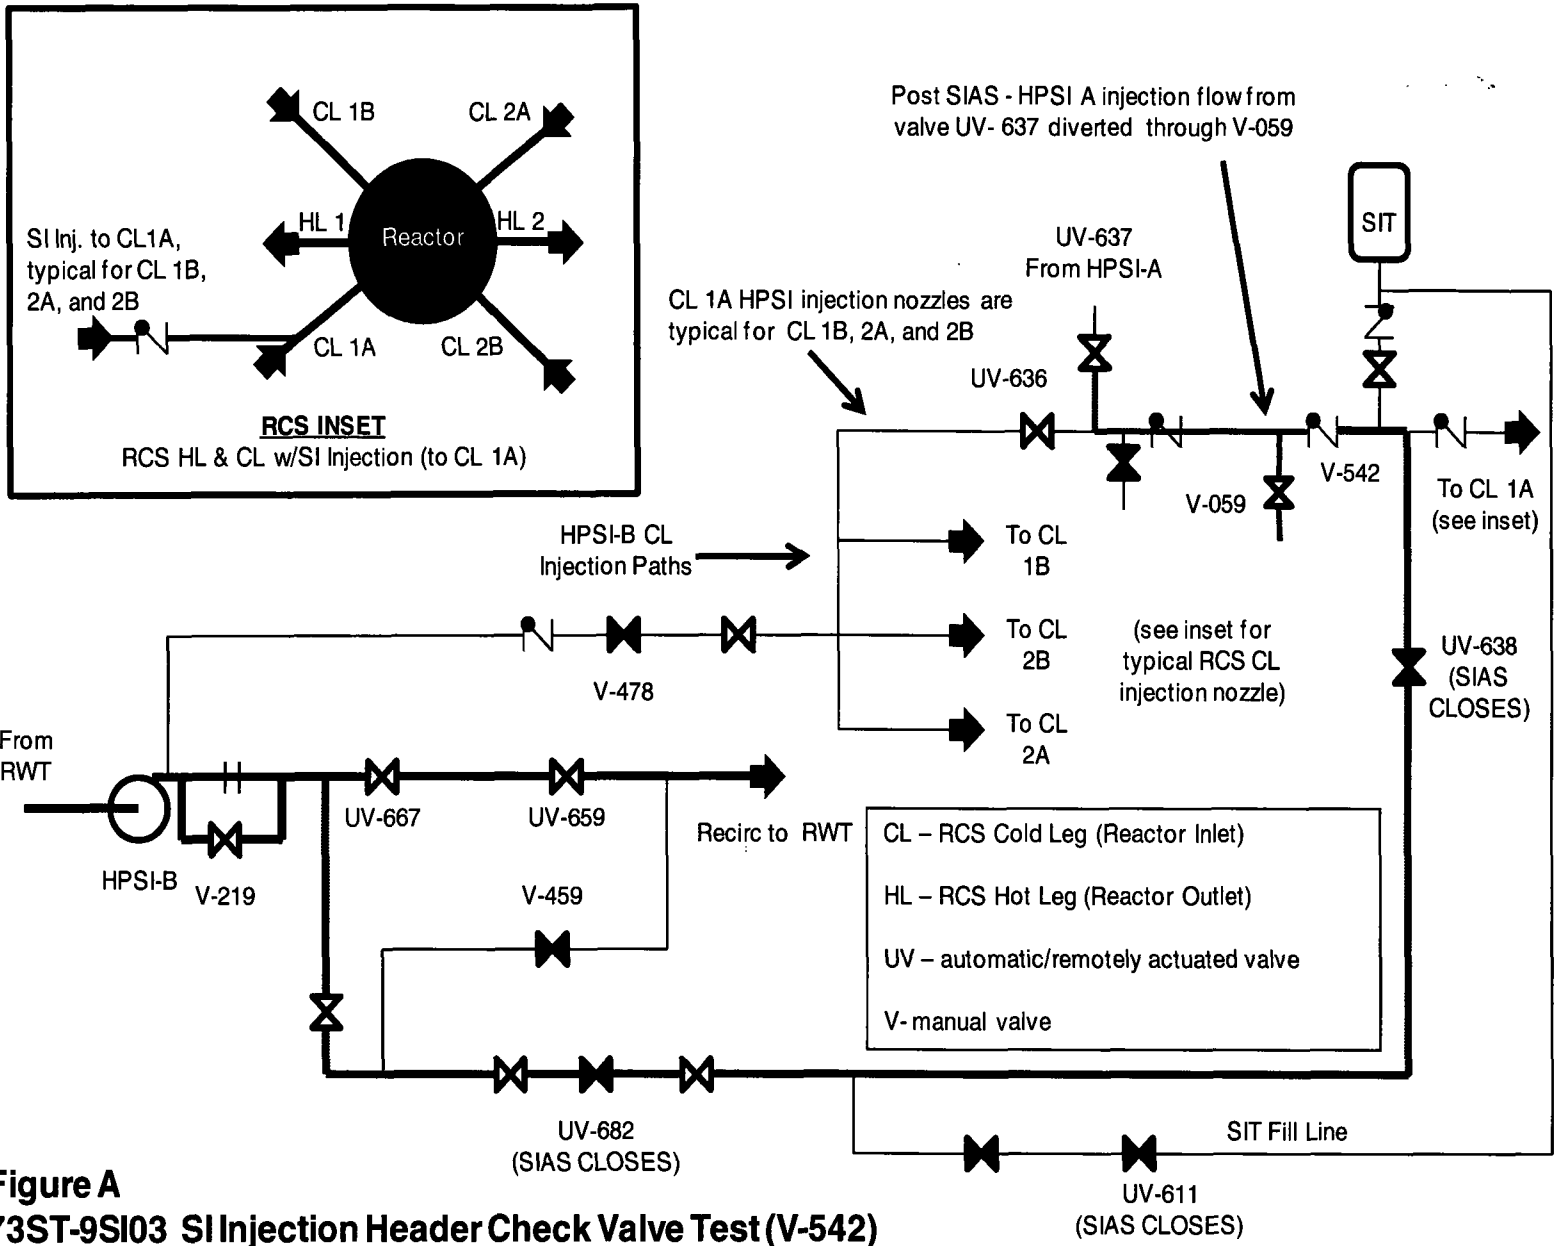 CL 1B
CL 2A
HL 1
Reactor
HL 2
SI Inj. to CL1A,
typical for CL 1B,
2A, and 2B
CL 1A
CL 2B
RCS INSET
RCS HL & CL w/SI Injection (to CL 1A)
Post SIAS - HPSI A injection flow from
valve UV- 637 diverted through V-059
SIT
UV-637
From HPSI-A
CL 1A HPSI injection nozzles are
typical for CL 1B, 2A, and 2B
UV-636
V-542
V-059
To CL 1A
(see inset)
HPSI-B CL
Injection Paths
To CL
1B
To CL
2B
(see inset for
typical RCS CL
injection nozzle)
UV-638
(SIAS
CLOSES)
V-478
To CL
2A
From
RWT
UV-667
UV-659
Recirc to RWT
HPSI-B
V-219
V-459
CL – RCS Cold Leg (Reactor Inlet)
HL – RCS Hot Leg (Reactor Outlet)
UV – automatic/remotely actuated valve
V- manual valve
UV-682
(SIAS CLOSES)
SIT Fill Line
UV-611
(SIAS CLOSES)
Figure A
73ST-9SI03 SI Injection Header Check Valve Test (V-542)